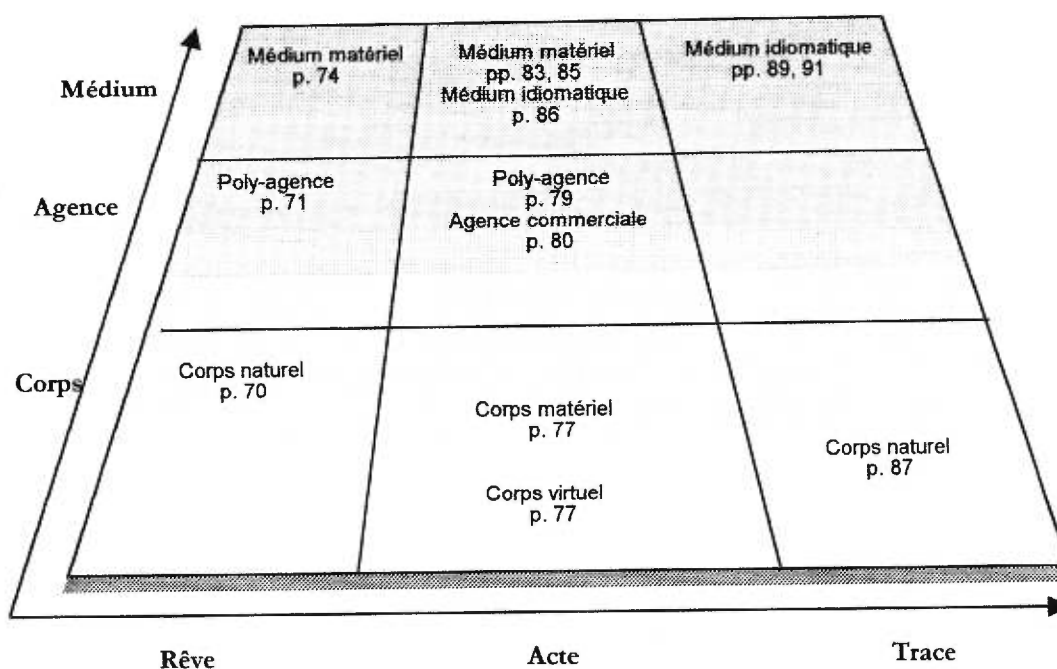 Médium
Médium matériel
p. 74
Médium matériel
pp. 83, 85
Médium idiomatique
p. 86
Médium idiomatique
pp. 89, 91
Agence
Poly-agence
p. 71
Poly-agence
p. 79
Agence commerciale
p. 80
Corps
Corps naturel
p. 70
Corps matériel
p. 77
Corps virtuel
p. 77
Corps naturel
p. 87
Rêve
Acte
Trace